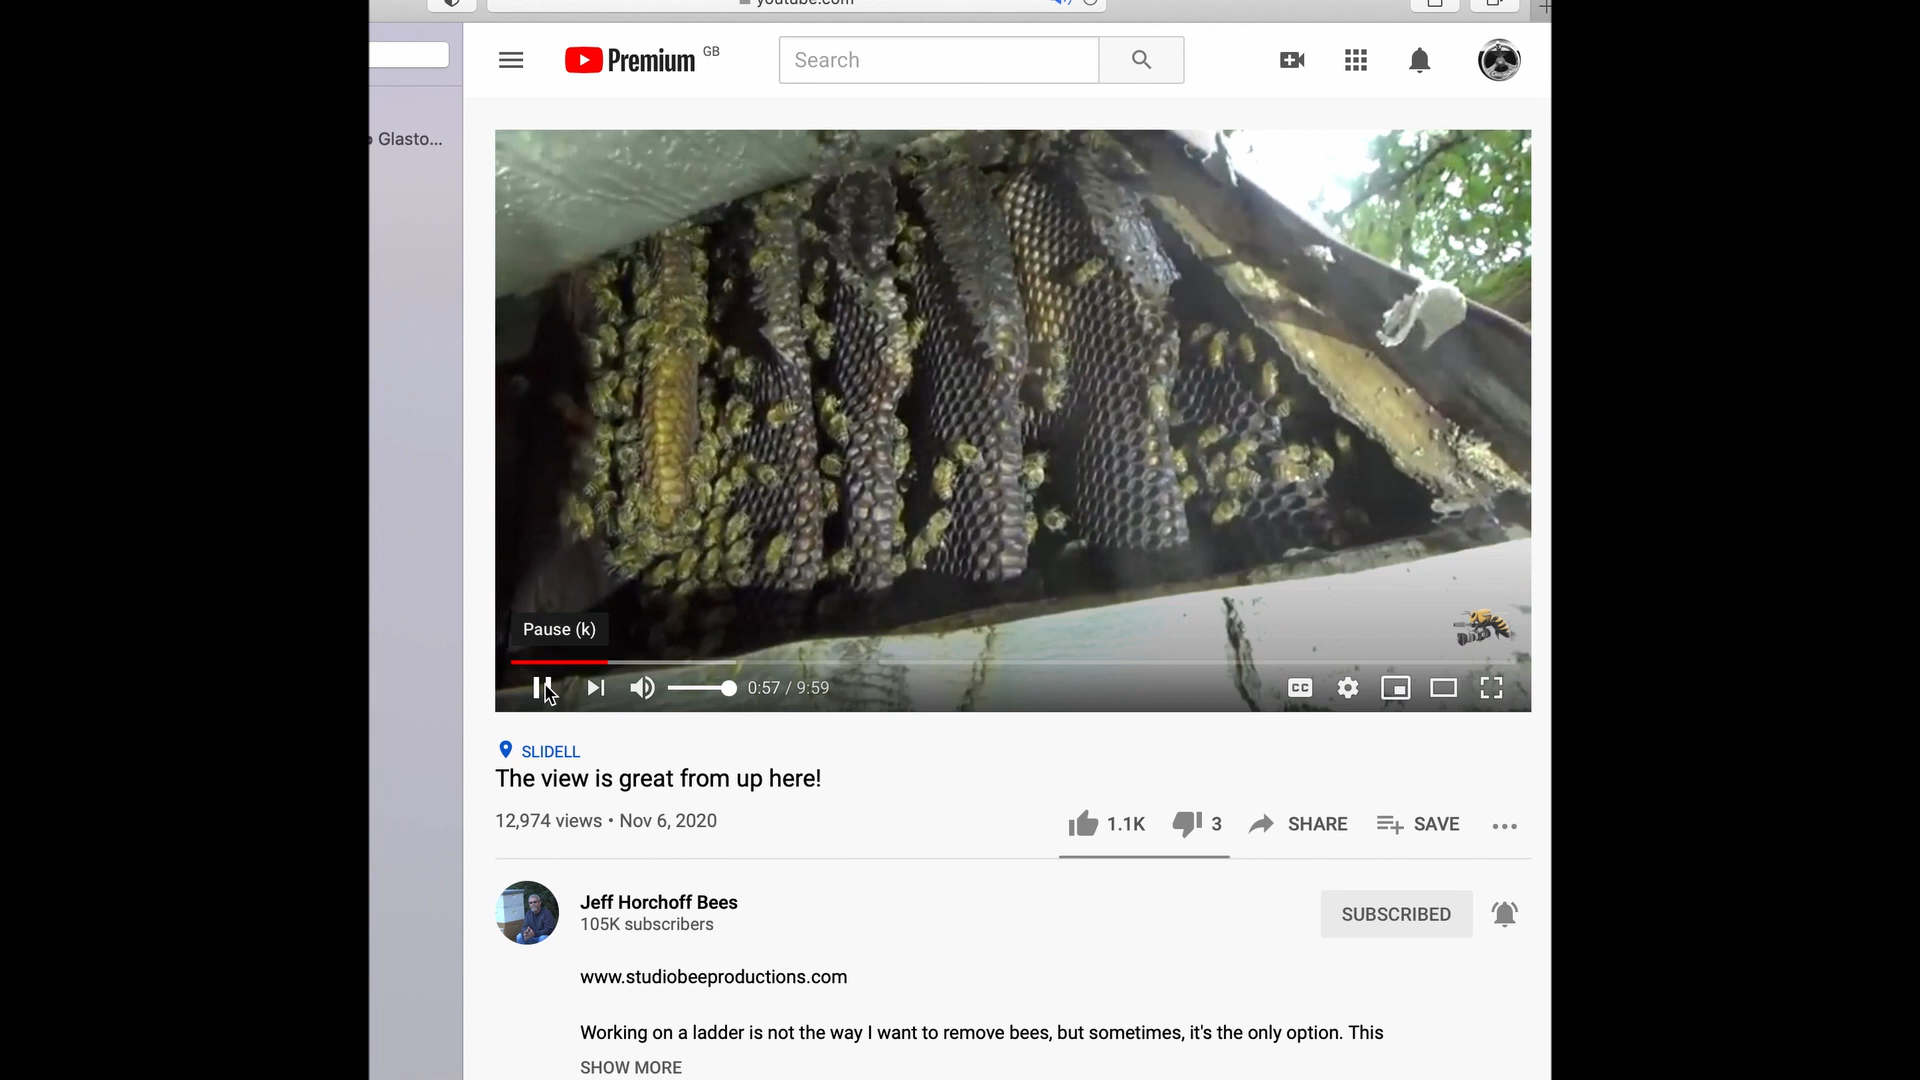 youtube.com
Glasto...
Premium GB
Search
Pause (k)
0:57 / 9:59
CC
SLIDELL
The view is great from up here!
12,974 views • Nov 6, 2020
1.1K 3 SHARE SAVE
Jeff Horchoff Bees
105K subscribers
SUBSCRIBED
www.studiobeeproductions.com
Working on a ladder is not the way I want to remove bees, but sometimes, it's the only option. This
SHOW MORE